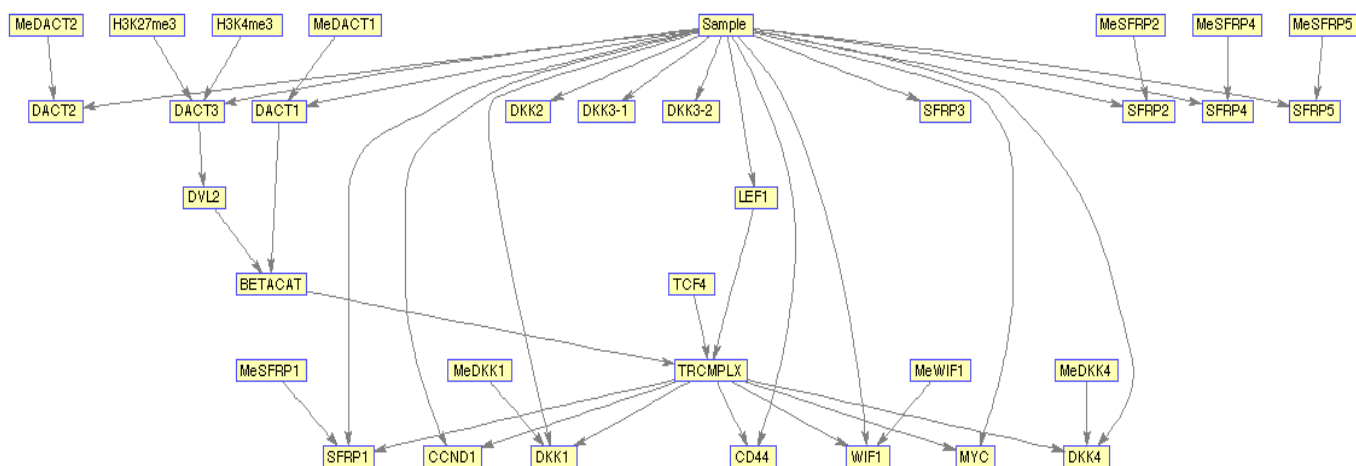 MeDACT2 H3K27me3 H3K4me3 MeDACT1 Sample MeSFRP2 MeSFRP4 MeSFRP5
DACT2 DACT3 DACT1 DKK2 DKK3-1 DKK3-2 SFRP3 SFRP2 SFRP4 SFRP5
DVL2 LEF1
BETACAT TCF4
MeSFRP1 MeDKK1 TRCMPLX MeWIF1 MeDKK4
SFRP1 CCND1 DKK1 CD44 WIF1 MYC DKK4